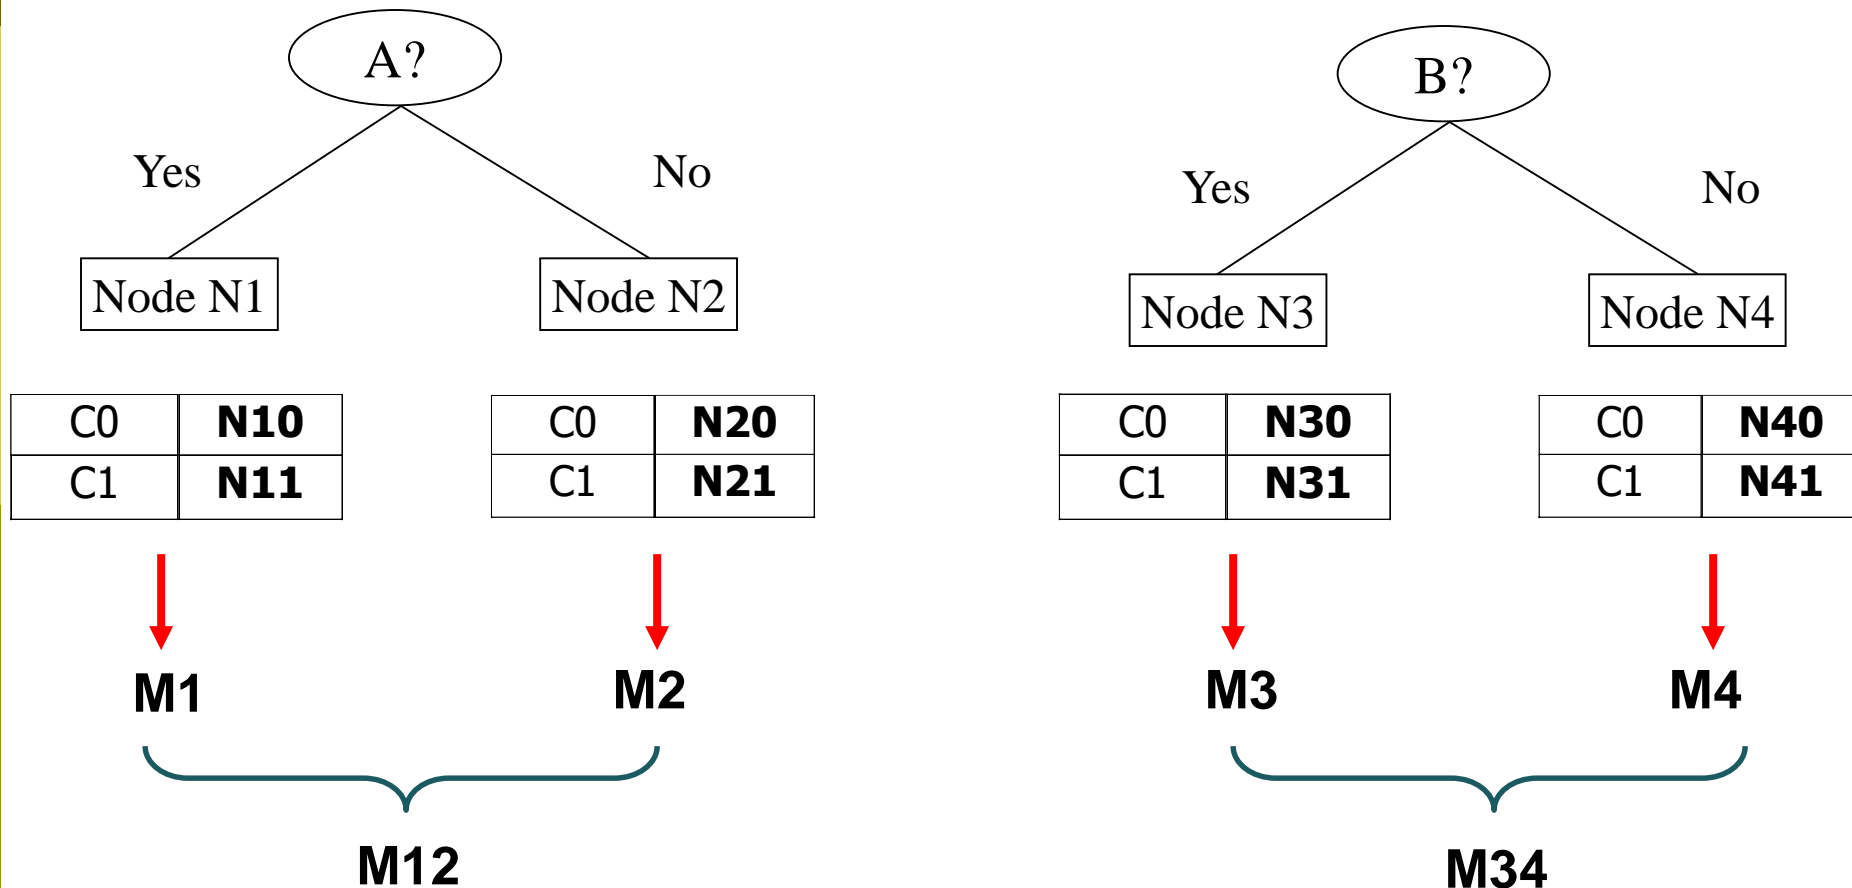 A?
B?
Yes
No
Yes
No
Node N1
Node N2
Node N3
Node N4
C0 N10
C1 N11
C0 N20
C1 N21
C0 N30
C1 N31
C0 N40
C1 N41
M1
M2
M3
M4
M12
M34